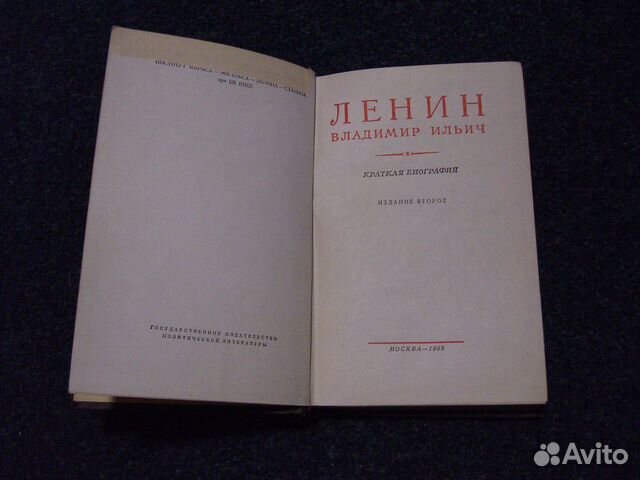 ИНСТИТУТ МАРКСА—ЭНГЕЛЬСА—ЛЕНИНА—СТАЛИНА
при ЦК КПСС
ГОСУДАРСТВЕННОЕ ИЗДАТЕЛЬСТВО
ПОЛИТИЧЕСКОЙ ЛИТЕРАТУРЫ
ЛЕНИН
ВЛАДИМИР ИЛЬИЧ
КРАТКАЯ БИОГРАФИЯ
ИЗДАНИЕ ВТОРОЕ
МОСКВА—1955
Avito